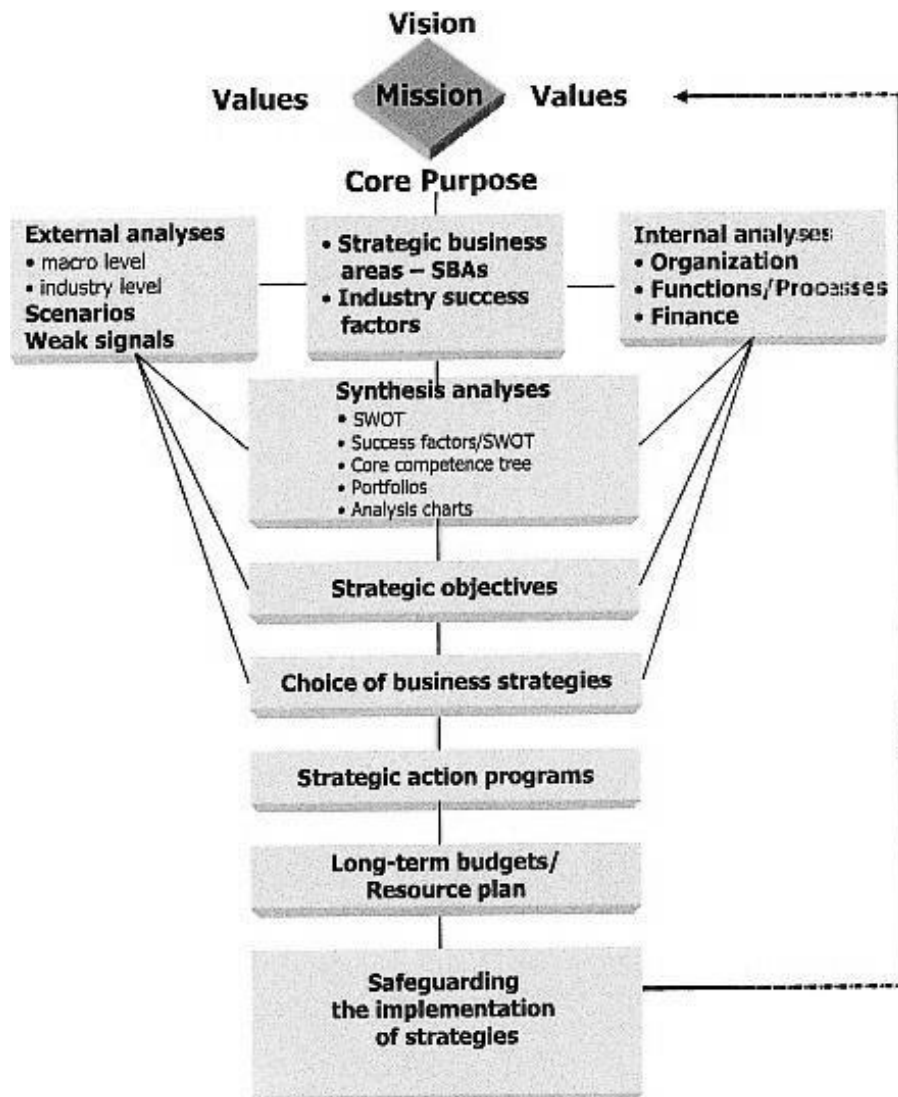 Vision
Values
Mission
Values
Core Purpose
External analyses
• macro level
• industry level
Scenarios
Weak signals
• Strategic business
areas – SBAs
• Industry success
factors
Internal analyses
• Organization
• Functions/Processes
• Finance
Synthesis analyses
• SWOT
• Success factors/SWOT
• Core competence tree
• Portfolios
• Analysis charts
Strategic objectives
Choice of business strategies
Strategic action programs
Long-term budgets/
Resource plan
Safeguarding
the implementation
of strategies